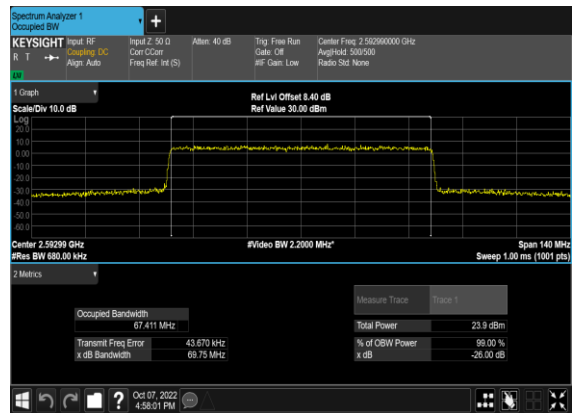 Spectrum Analyzer 1
Occupied BW
+
KEYSIGHT Input: RF Input Z: 50 Ω Atten: 40 dB Trig: Free Run Center Freq: 2.592990000 GHz
R T Coupling: DC Corr CCorr Gate: Off Avg|Hold: 500/500
Align: Auto Freq Ref: Int (S) #IF Gain: Low Radio Std: None
1 Graph
Ref Lvl Offset 8.40 dB
Scale/Div 10.0 dB Ref Value 30.00 dBm
Log
20.0
10.0
0.00
-10.0
-20.0
-30.0
-40.0
-50.0
-60.0
Center 2.59299 GHz #Video BW 2.2000 MHz* Span 140 MHz
#Res BW 680.00 kHz Sweep 1.00 ms (1001 pts)
2 Metrics
Measure Trace Trace 1
Occupied Bandwidth
67.411 MHz Total Power 23.9 dBm
Transmit Freq Error 43.670 kHz % of OBW Power 99.00 %
x dB Bandwidth 69.75 MHz x dB -26.00 dB
? Oct 07, 2022
4:58:01 PM